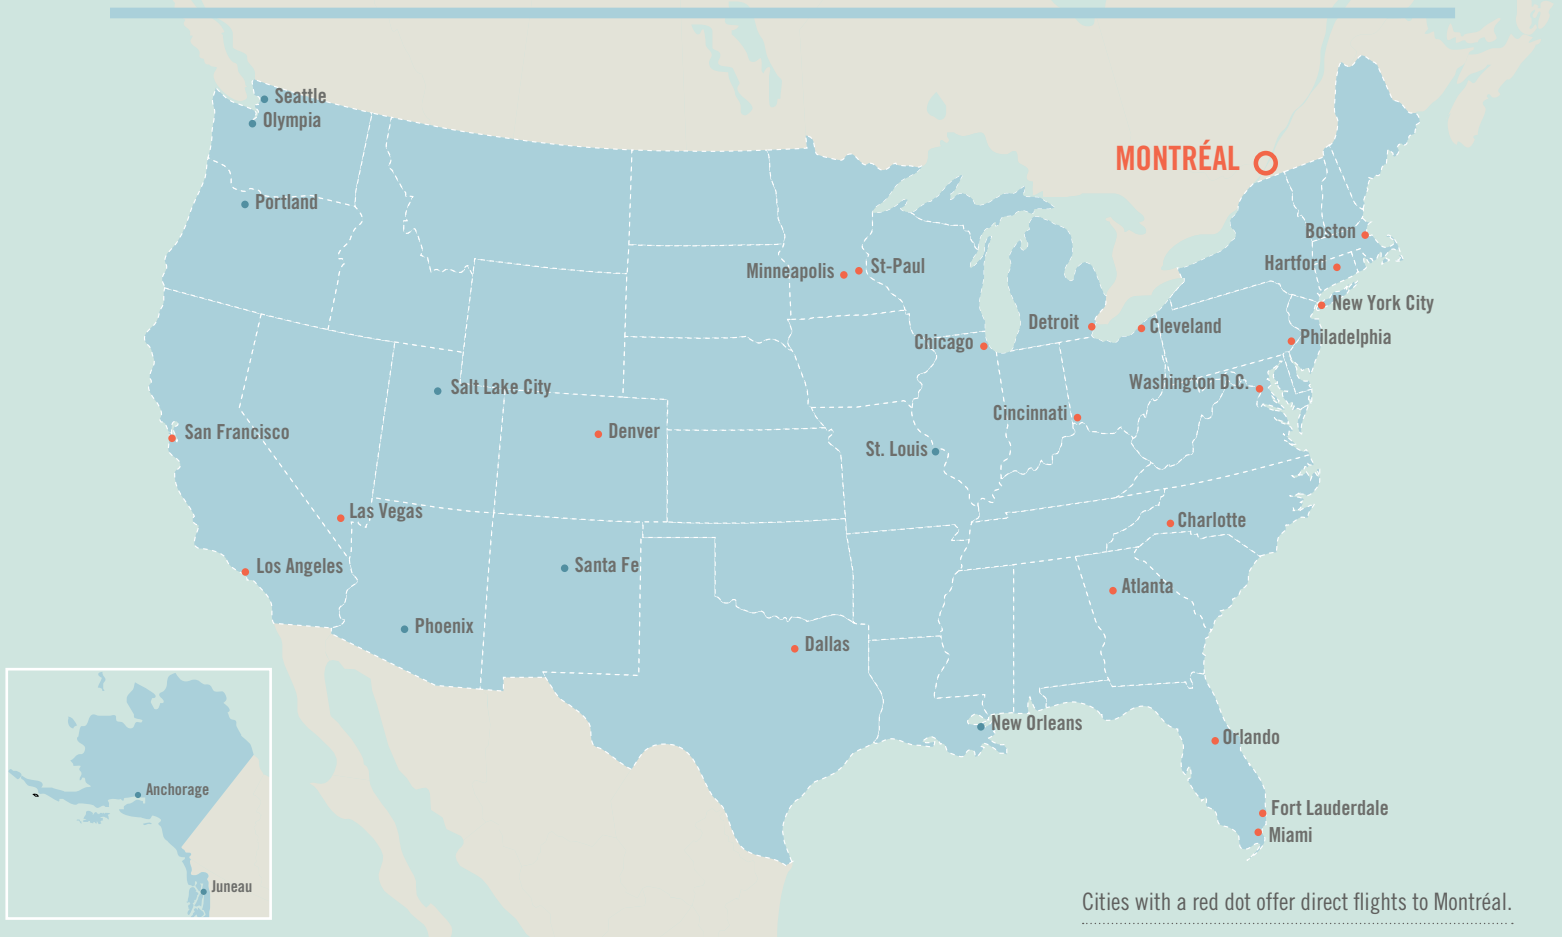 Seattle
Olympia
MONTRÉAL
Portland
Boston
Hartford
Minneapolis
St-Paul
New York City
Detroit
Cleveland
Chicago
Philadelphia
Washington D.C.
Salt Lake City
Cincinnati
San Francisco
Denver
St. Louis
Las Vegas
Charlotte
Los Angeles
Santa Fe
Atlanta
Phoenix
Dallas
New Orleans
Orlando
Anchorage
Fort Lauderdale
Miami
Juneau
Cities with a red dot offer direct flights to Montréal.